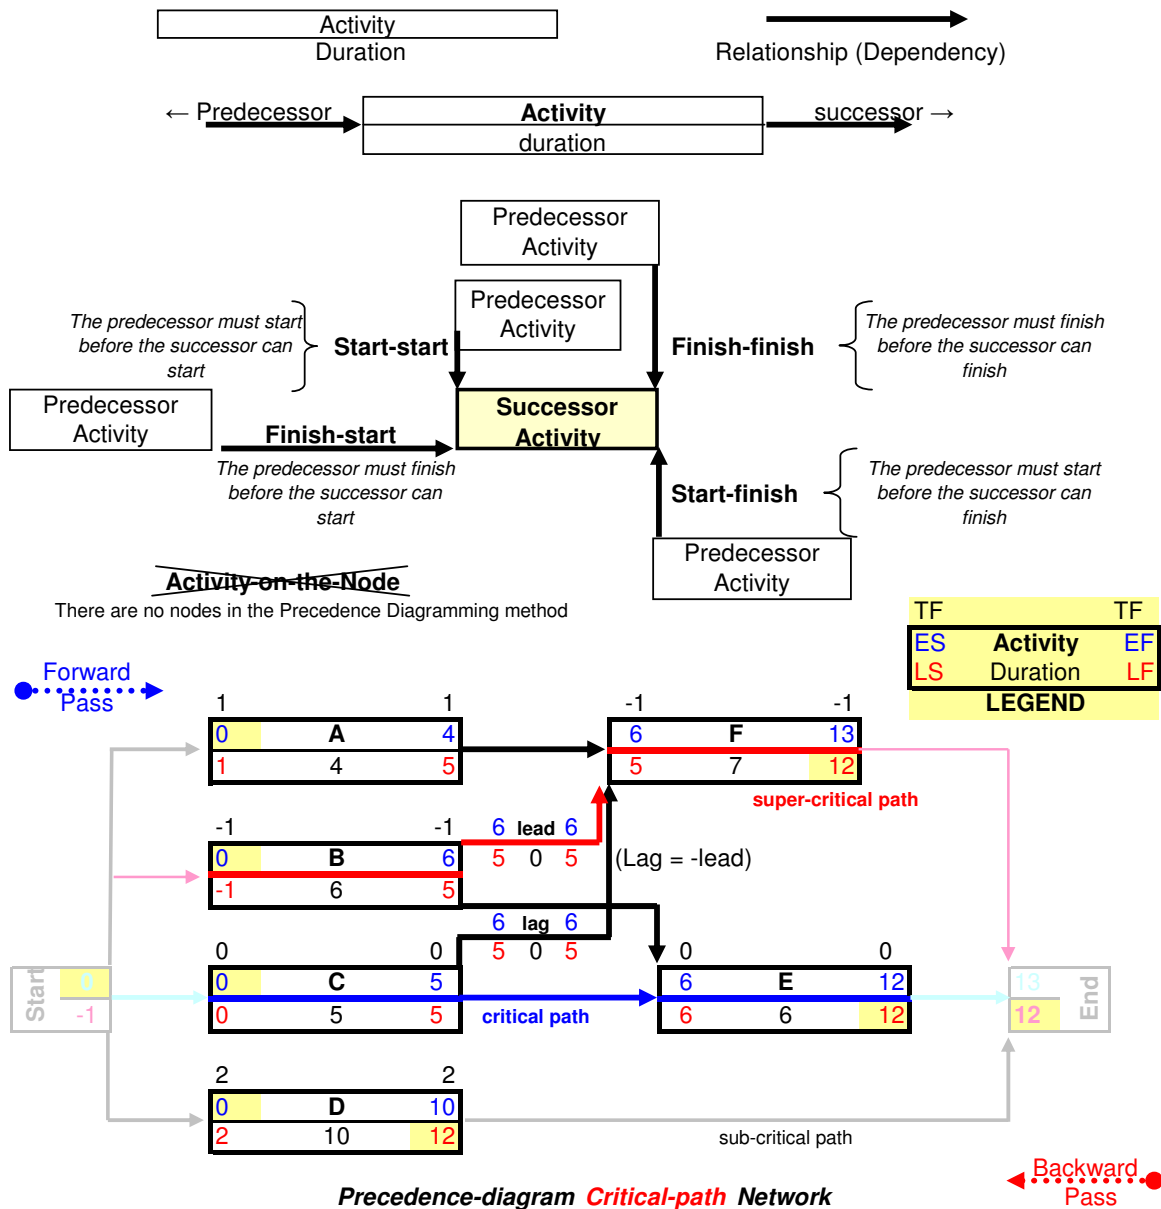 Activity
Duration
Relationship (Dependency)
← Predecessor
Activity
duration
successor →
Predecessor
Activity
Predecessor
Activity
The predecessor must start
before the successor can
start
Start-start
Finish-finish
The predecessor must finish
before the successor can
finish
Predecessor
Activity
Finish-start
Successor
Activity
The predecessor must finish
before the successor can
start
Start-finish
The predecessor must start
before the successor can
finish
Predecessor
Activity
Activity-on-the-Node
There are no nodes in the Precedence Diagramming method
TF TF
ES Activity EF
LS Duration LF
LEGEND
Forward
Pass
1 1
0 A 4
1 4 5
-1 -1
6 F 13
5 7 12
super-critical path
-1 -1
0 B 6
-1 6 5
6 lead 6
5 0 5
(Lag = -lead)
6 lag 6
5 0 5
0 0
0 C 5
0 5 5
critical path
0 0
6 E 12
6 6 12
Start
0
-1
13
12
End
2 2
0 D 10
2 10 12
sub-critical path
Backward
Pass
Precedence-diagram Critical-path Network